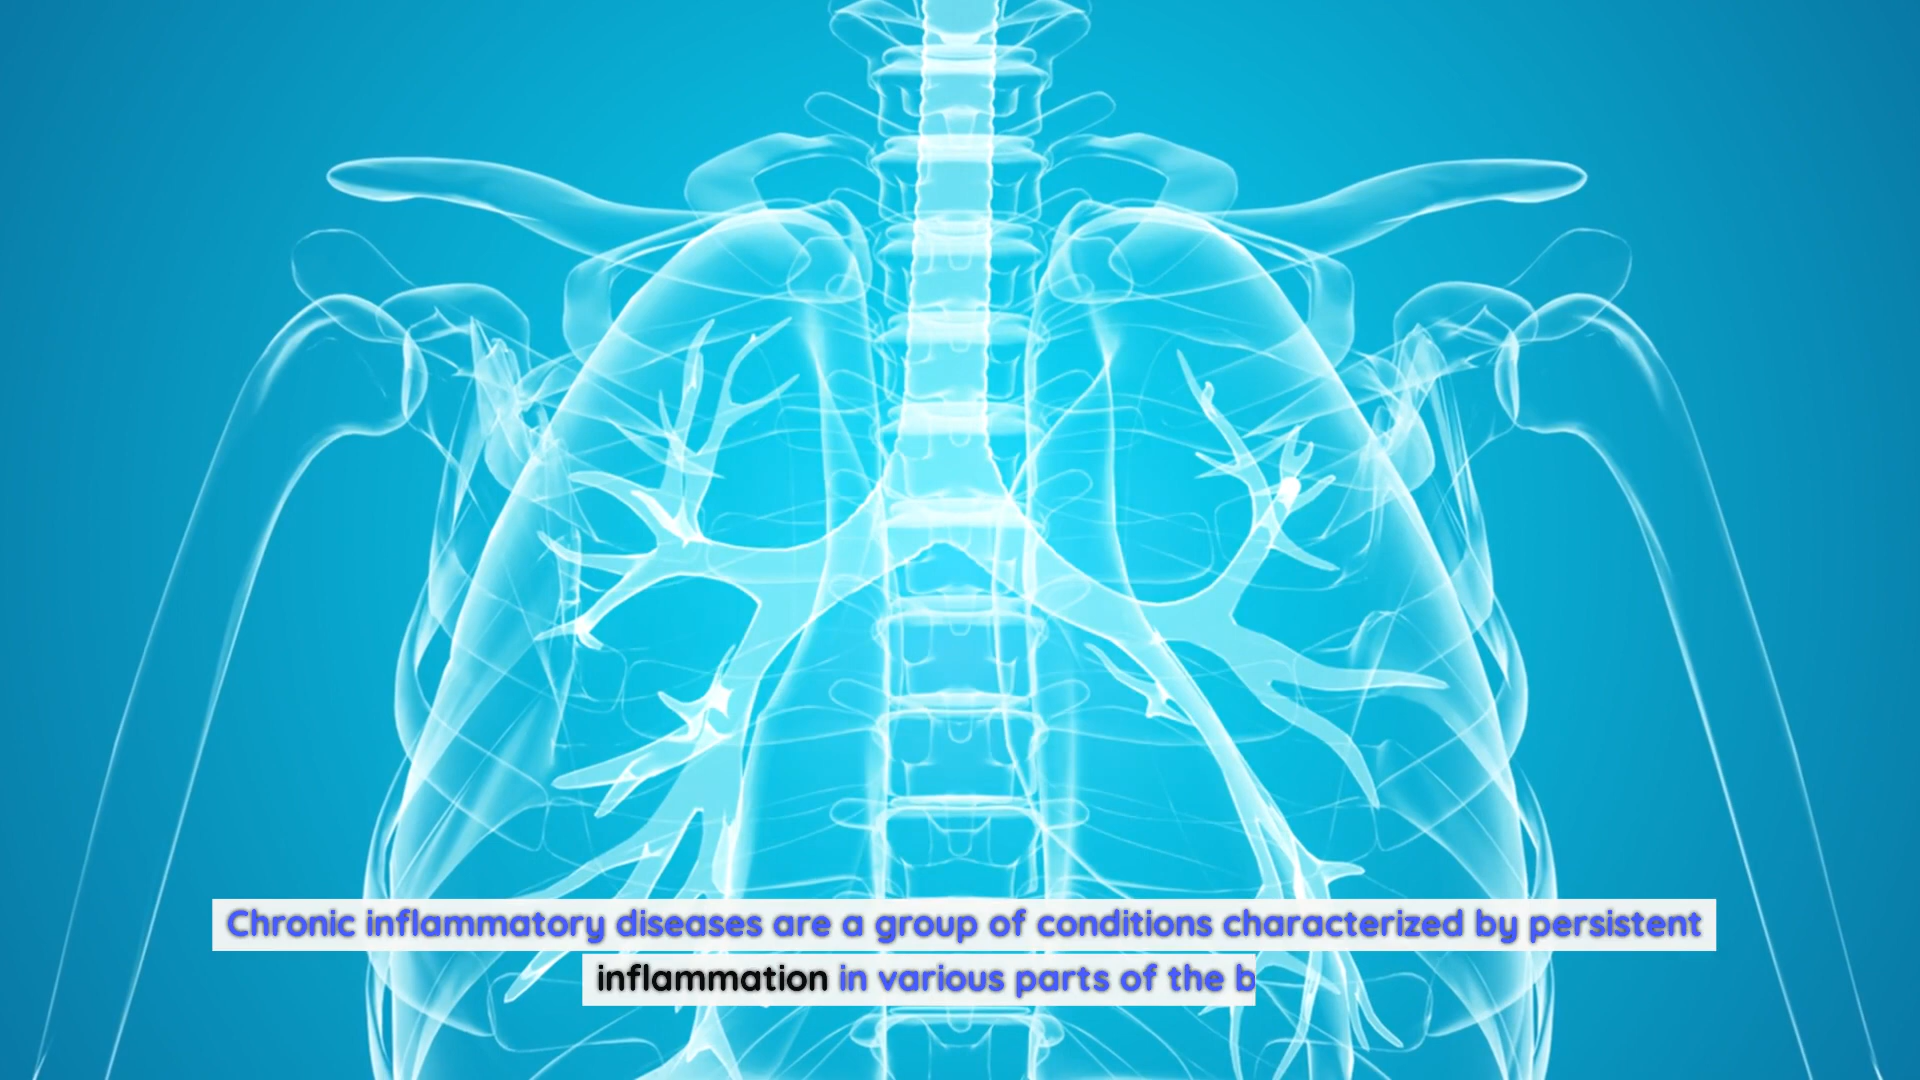 Chronic inflammatory diseases are a group of conditions characterized by persistent
inflammation in various parts of the b